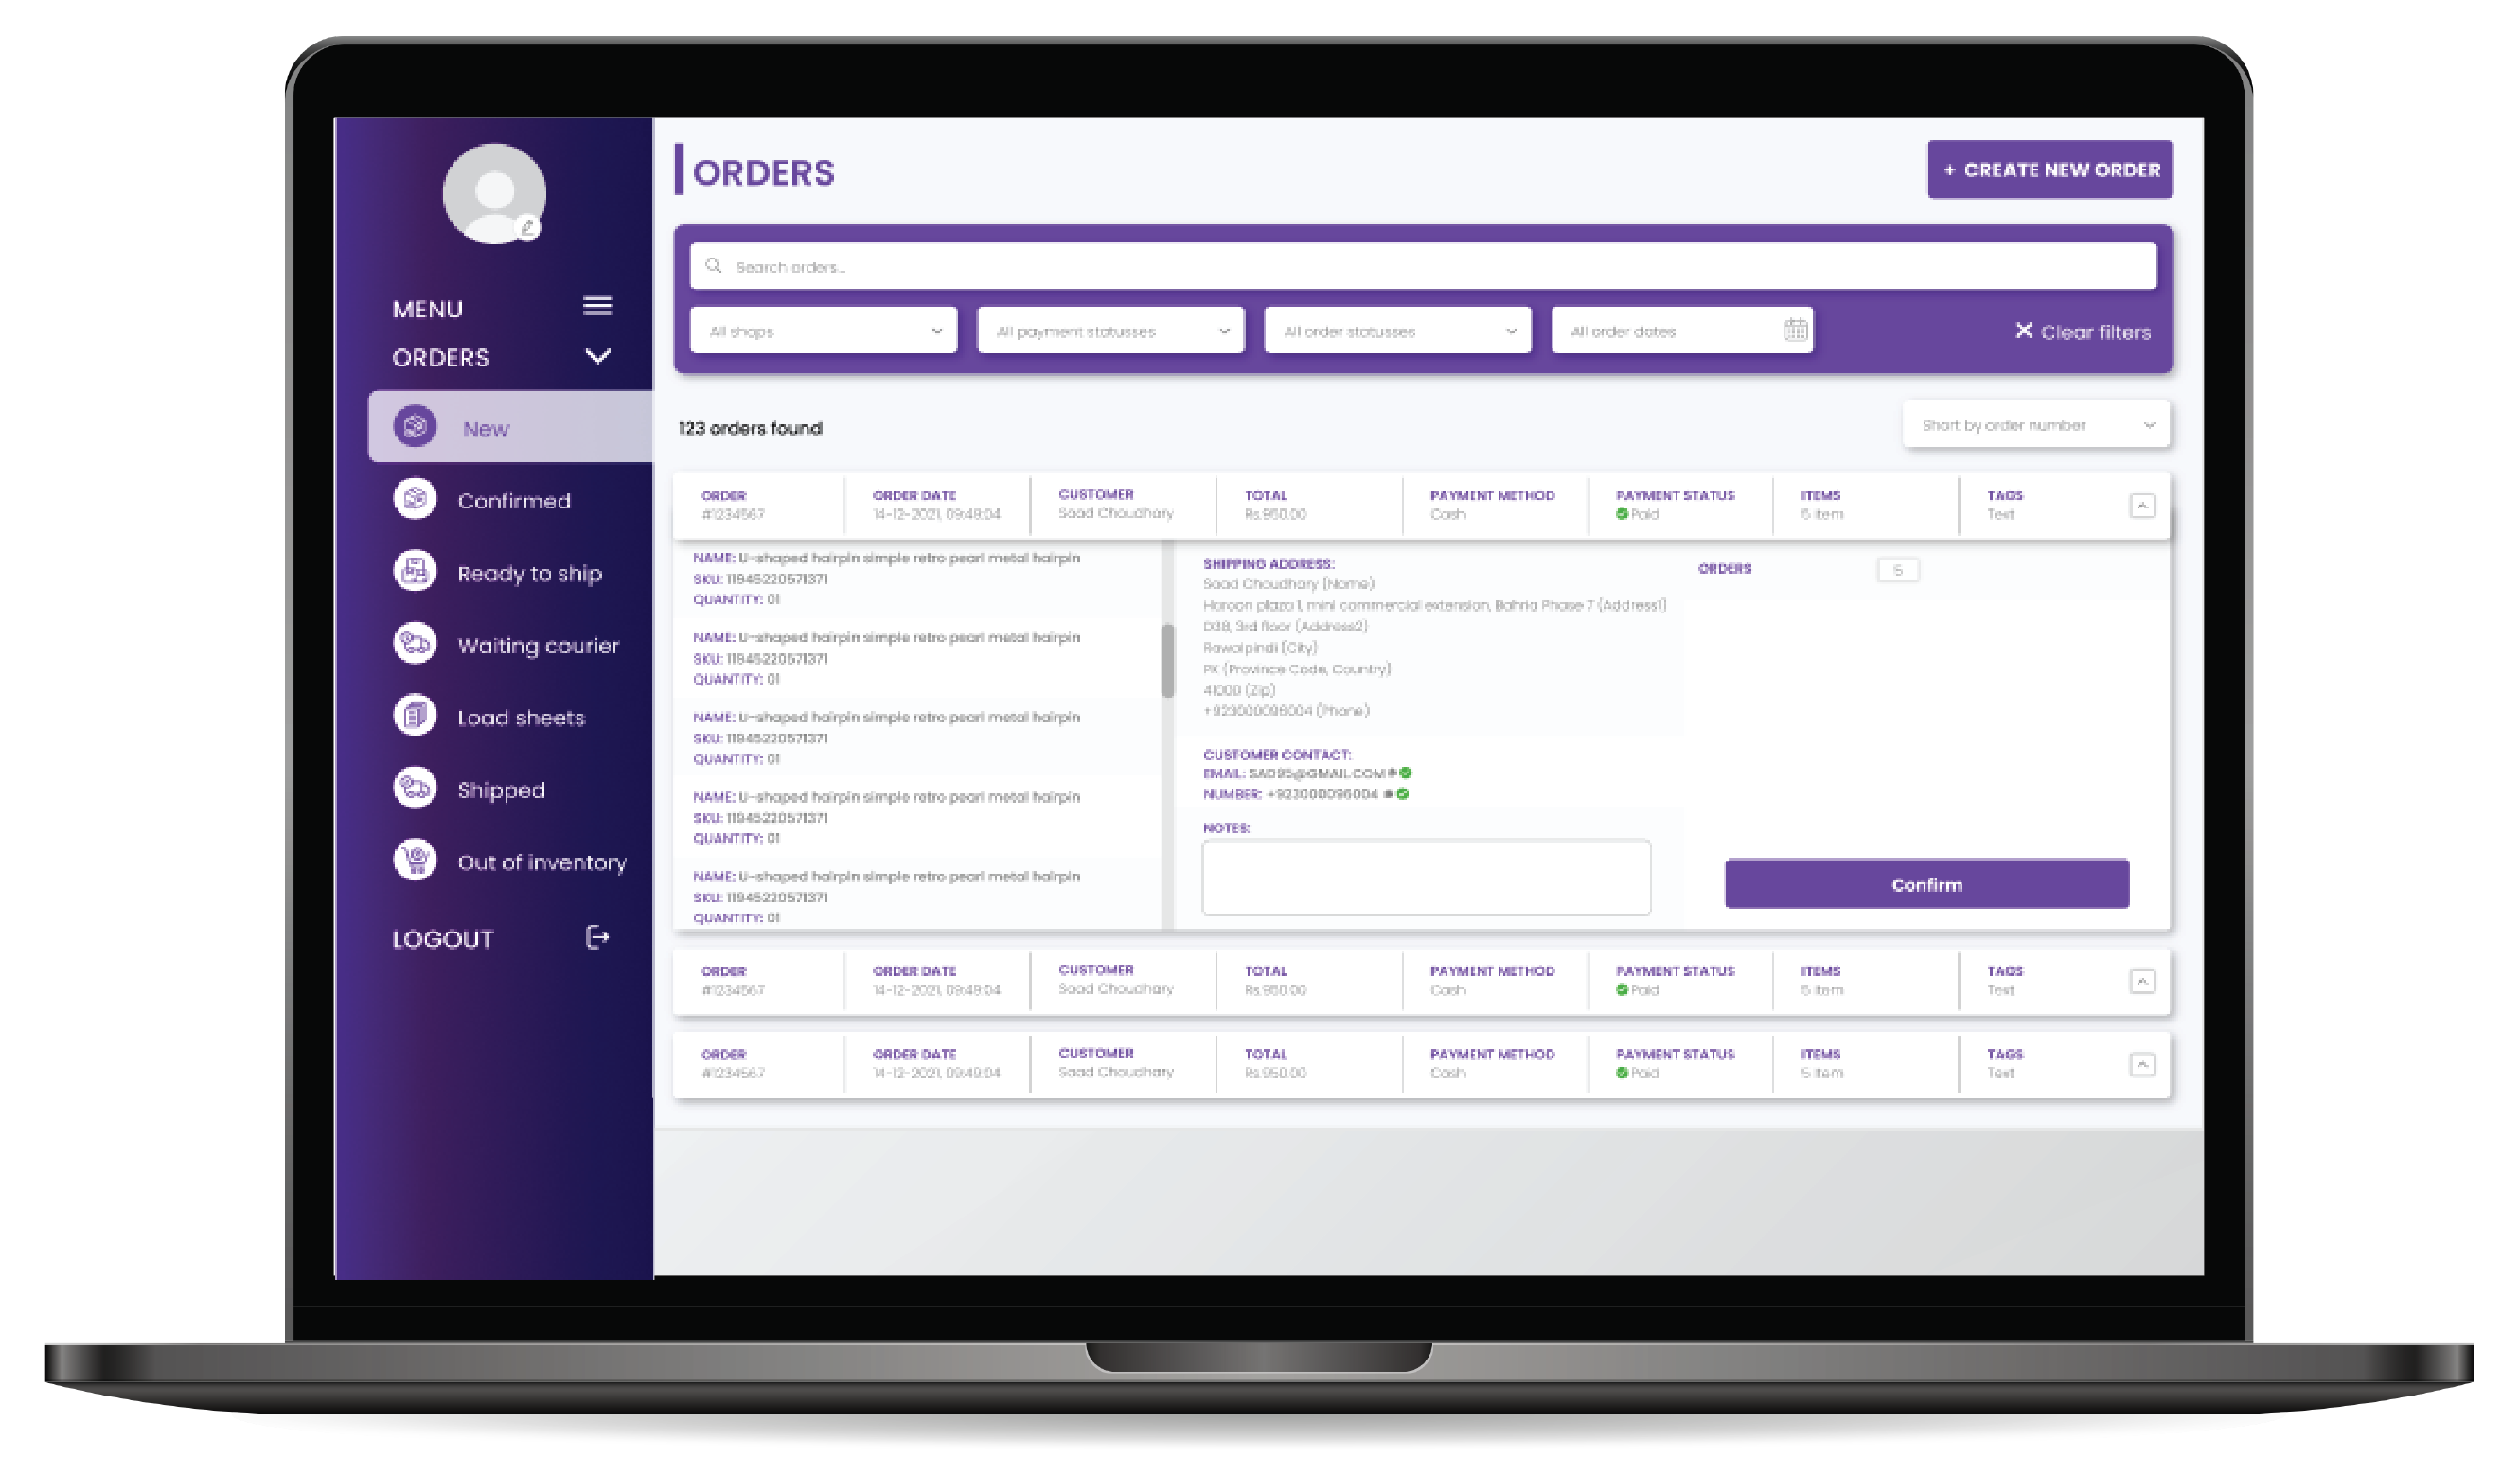 MENU
ORDERS
New
Confirmed
Ready to ship
Waiting courier
Load sheets
Shipped
Out of inventory
LOGOUT
ORDERS
+ CREATE NEW ORDER
Search orders...
All shops
All payment statusses
All order statusses
All order dates
X Clear filters
123 orders found
Short by order number
ORDER ORDER DATE CUSTOMER TOTAL PAYMENT METHOD PAYMENT STATUS ITEMS TAGS
#1234567 14-12-2021, 09:49:04 Saad Choudhary Rs.950.00 Cash Paid 5 item Text
NAME: U-shaped hairpin simple retro pearl metal hairpin
SKU: 11945220571371
QUANTITY: 01
NAME: U-shaped hairpin simple retro pearl metal hairpin
SKU: 11945220571371
QUANTITY: 01
NAME: U-shaped hairpin simple retro pearl metal hairpin
SKU: 11945220571371
QUANTITY: 01
NAME: U-shaped hairpin simple retro pearl metal hairpin
SKU: 11945220571371
QUANTITY: 01
NAME: U-shaped hairpin simple retro pearl metal hairpin
SKU: 11945220571371
QUANTITY: 01
SHIPPING ADDRESS:
Saad Choudhary (Name)
Haroon plaza 1, mini commercial extension, Bahria Phase 7 (Address1)
D38, 3rd floor (Address2)
Rawalpindi (City)
PK (Province Code, Country)
41000 (Zip)
+923000096004 (Phone)
CUSTOMER CONTACT:
EMAIL: SAD95@GMAIL.COM
NUMBER: +923000096004
NOTES:
ORDERS 5
Confirm
ORDER ORDER DATE CUSTOMER TOTAL PAYMENT METHOD PAYMENT STATUS ITEMS TAGS
#1234567 14-12-2021, 09:49:04 Saad Choudhary Rs.950.00 Cash Paid 5 item Text
ORDER ORDER DATE CUSTOMER TOTAL PAYMENT METHOD PAYMENT STATUS ITEMS TAGS
#1234567 14-12-2021, 09:49:04 Saad Choudhary Rs.950.00 Cash Paid 5 item Text